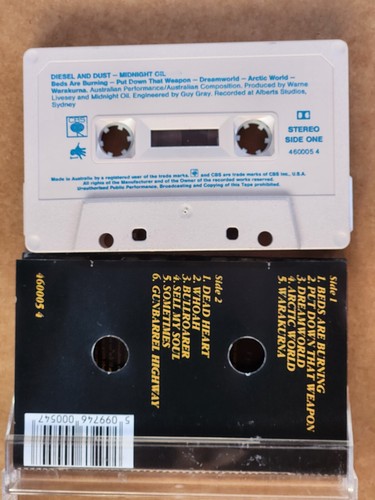 DIESEL AND DUST – MIDNIGHT OIL
Beds Are Burning – Put Down That Weapon – Dreamworld – Arctic World –
Warakurna. Australian Performance/Australian Composition. Produced by Warne
Livesey and Midnight Oil. Engineered by Guy Gray. Recorded at Alberts Studios,
Sydney
STEREO
SIDE ONE
460005 4
Made in Australia by a registered user of the trade marks. and CBS are trade marks of CBS Inc., U.S.A.
All rights of the Manufacturer and of the Owner of the recorded works reserved.
Unauthorised Public Performance, Broadcasting and Copying of this Tape prohibited.
Side 1
1. BEDS ARE BURNING
2. PUT DOWN THAT WEAPON
3. DREAMWORLD
4. ARCTIC WORLD
5. WARAKURNA
Side 2
1. DEAD HEART
2. WHOAH
3. BULLROARER
4. SELL MY SOUL
5. SOMETIMES
6. GUNBARREL HIGHWAY
460005 4
5 099746 000547